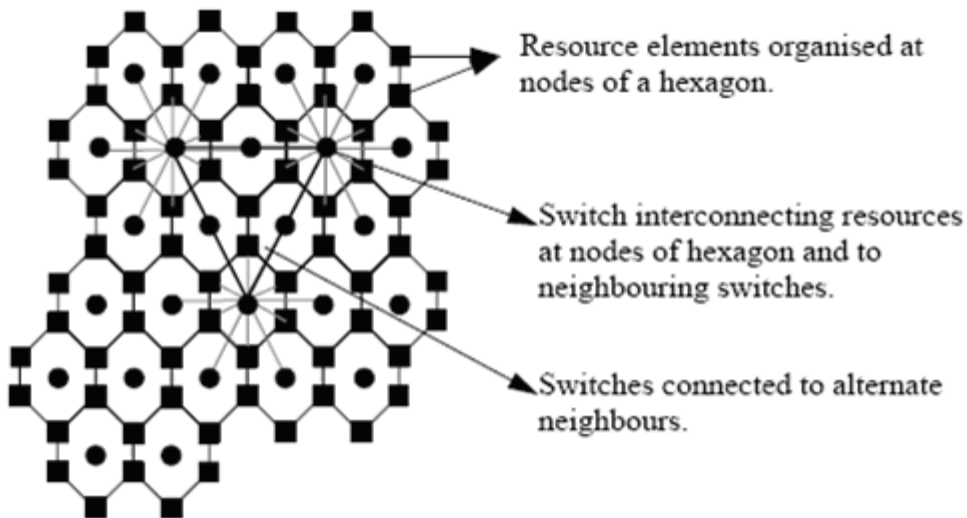 Resource elements organised at
nodes of a hexagon.
Switch interconnecting resources
at nodes of hexagon and to
neighbouring switches.
Switches connected to alternate
neighbours.